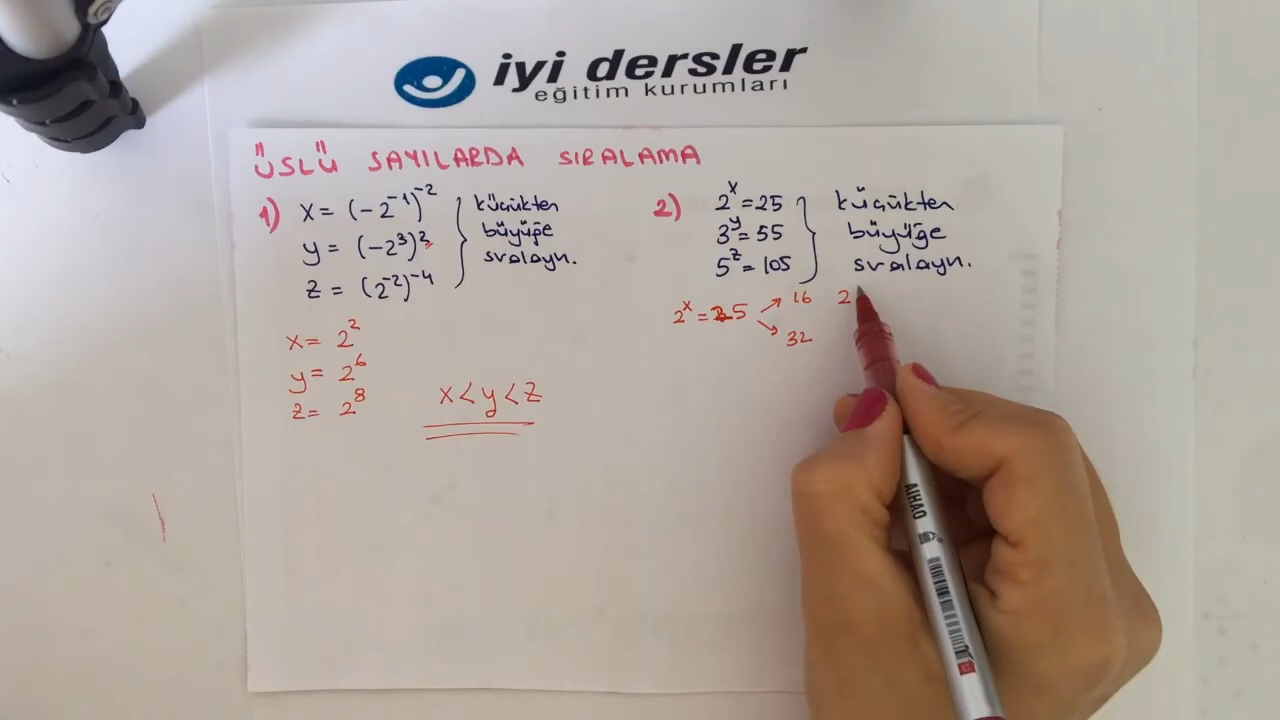 iyi dersler
eğitim kurumları
ÜSLÜ SAYILARDA SIRALAMA
1) x = (-2⁻¹)⁻²
y = (-2³)²
z = (2⁻²)⁻⁴
küçükten
büyüğe
sıralayın.
x = 2²
y = 2⁶
z = 2⁸
x < y < z
2) 2ˣ = 25
3ʸ = 55
5ᶻ = 105
küçükten
büyüğe
sıralayın.
2ˣ = 25 → 16 2
→ 32
AIHAO